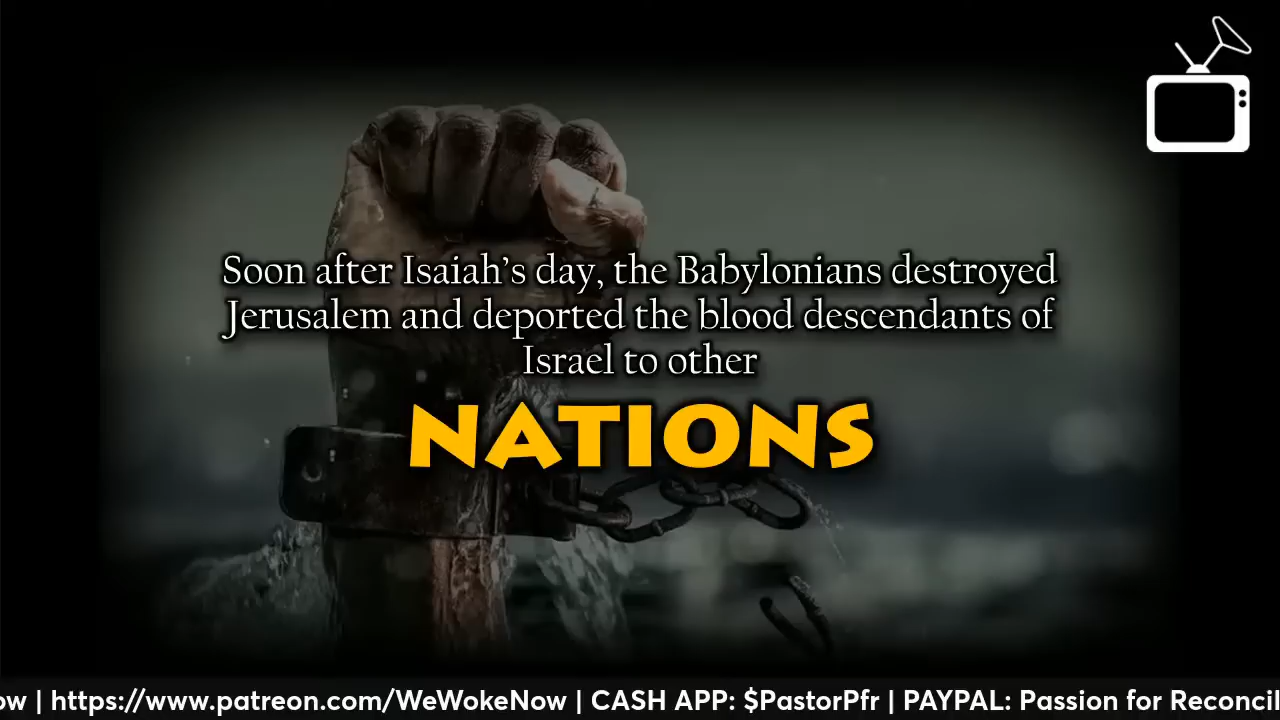 Soon after Isaiah's day, the Babylonians destroyed
Jerusalem and deported the blood descendants of
Israel to other
NATIONS
ow | https://www.patreon.com/WeWokeNow | CASH APP: $PastorPfr | PAYPAL: Passion for Reconcil